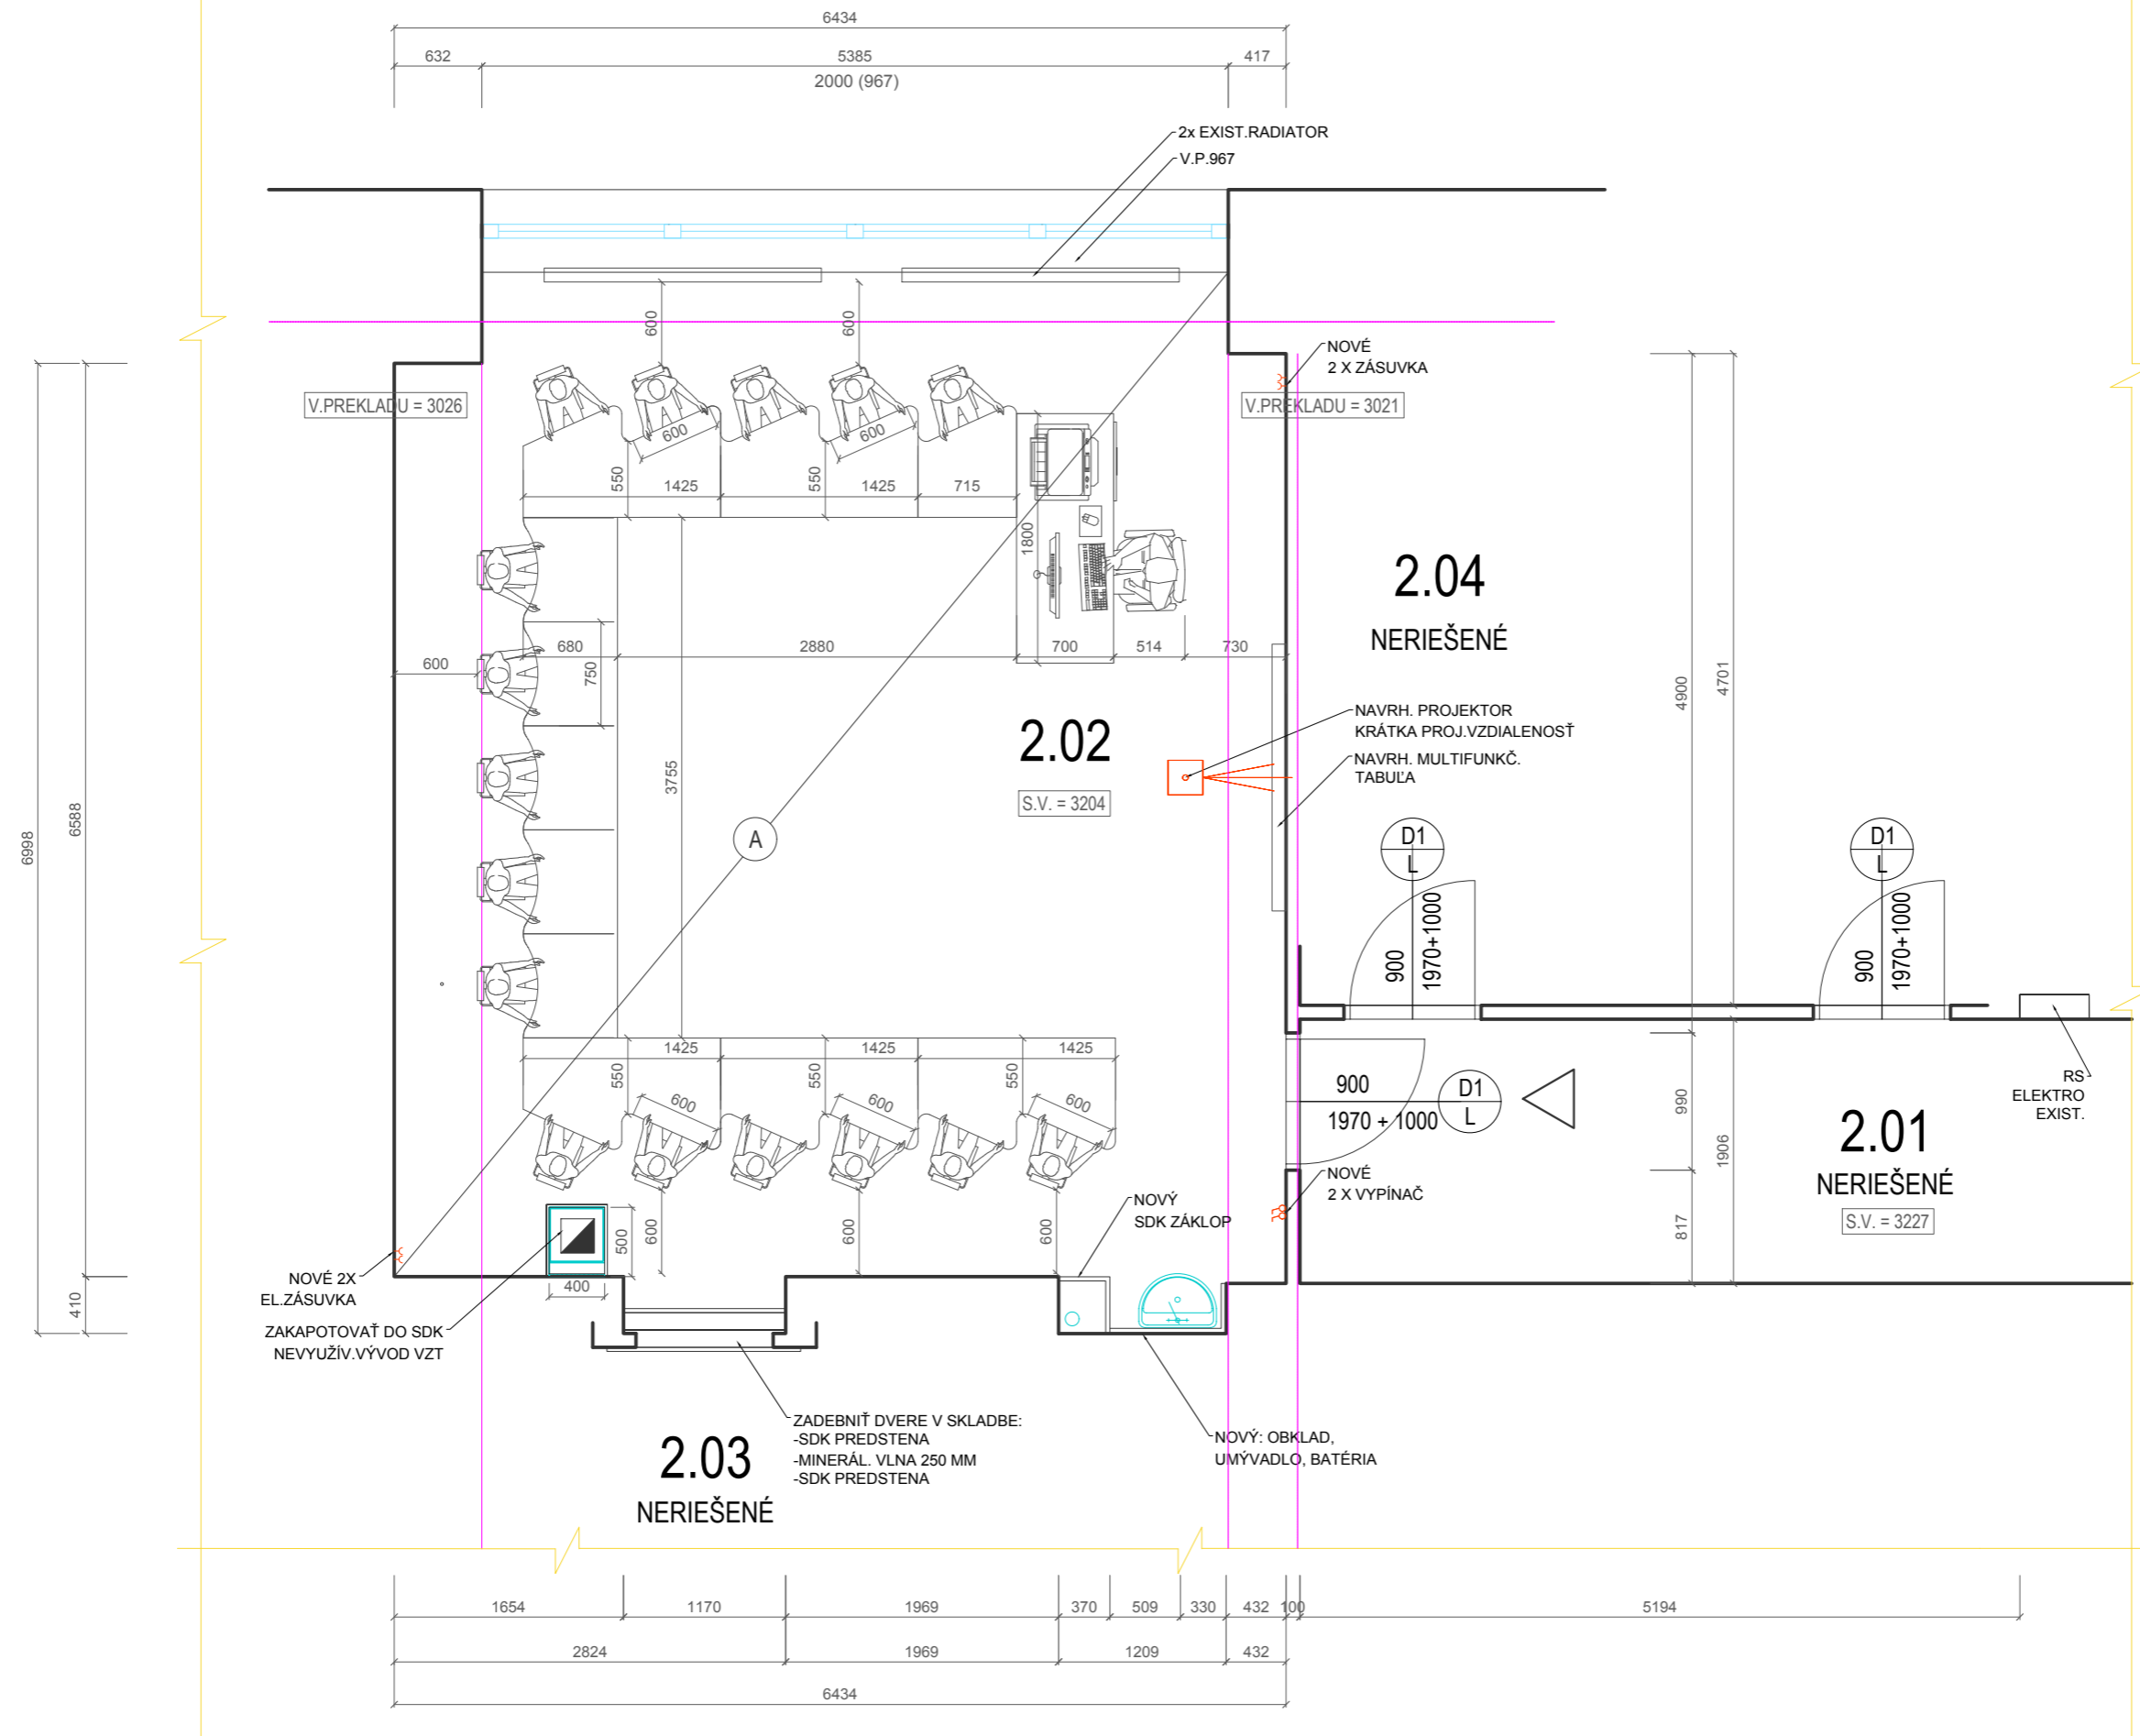 6434
632
5385
417
2000 (967)
2x EXIST.RADIATOR
V.P.967
600
600
NOVÉ
2 X ZÁSUVKA
V.PREKLADU = 3026
V.PREKLADU = 3021
600
600
550
1425
550
1425
715
1800
2.04
NERIEŠENÉ
600
680
2880
700
514
730
750
4900
4701
6998
6588
2.02
S.V. = 3204
3755
NAVRH. PROJEKTOR
KRÁTKA PROJ.VZDIALENOSŤ
NAVRH. MULTIFUNKČ.
TABUĽA
A
D1
L
900
1970+1000
D1
L
900
1970+1000
1425
1425
1425
550
550
550
600
600
600
900
1970 + 1000
D1
L
990
1906
817
RS
ELEKTRO
EXIST.
2.01
NERIEŠENÉ
S.V. = 3227
NOVÉ
2 X VYPÍNAČ
NOVÝ
SDK ZÁKLOP
500
600
600
600
400
410
NOVÉ 2X
EL.ZÁSUVKA
ZAKAPOTOVAŤ DO SDK
NEVYUŽÍV.VÝVOD VZT
2.03
NERIEŠENÉ
ZADEBNIŤ DVERE V SKLADBE:
-SDK PREDSTENA
-MINERÁL. VLNA 250 MM
-SDK PREDSTENA
NOVÝ: OBKLAD,
UMÝVADLO, BATÉRIA
1654
1170
1969
370
509
330
432
100
5194
2824
1969
1209
432
6434